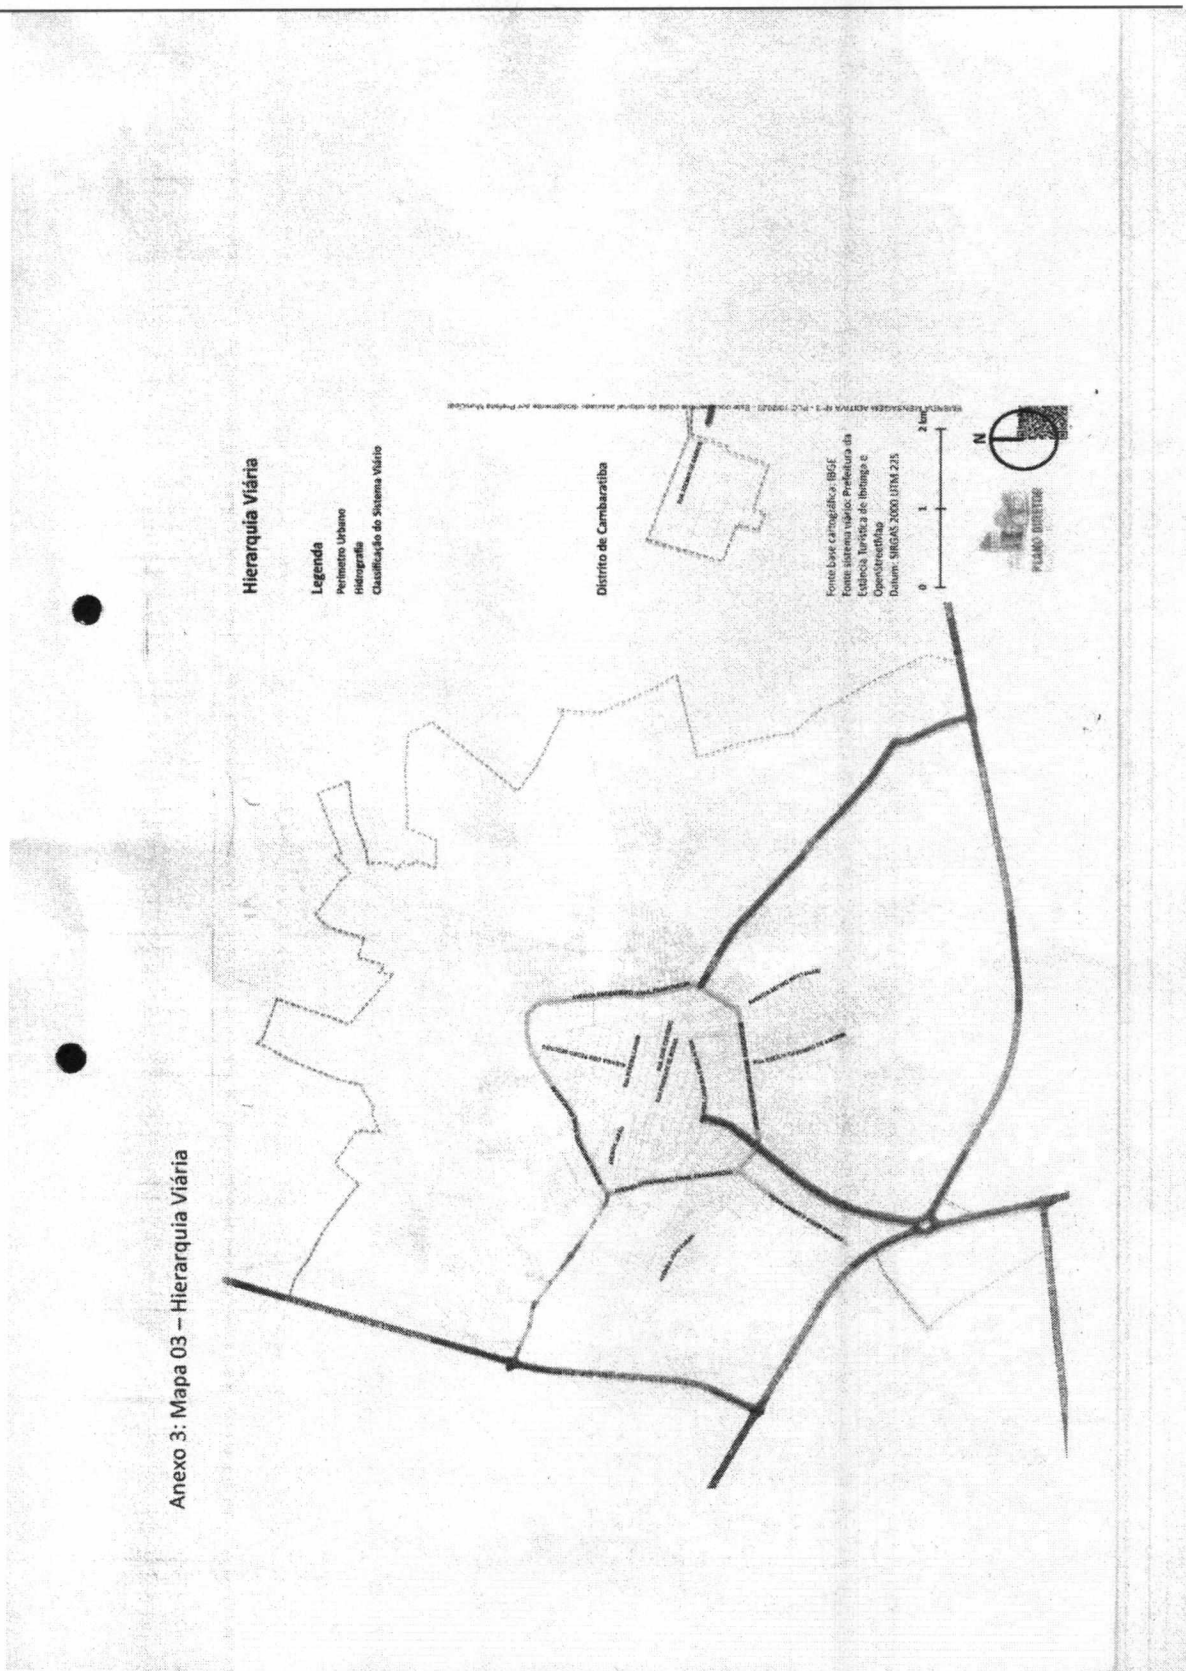 Anexo 3: Mapa 03 – Hierarquia Viária
Hierarquia Viária
Legenda
Perímetro Urbano
Hidrografia
Classificação do Sistema Viário
Distrito de Cambaratiba
Fonte base cartográfica: IBGE
Fonte sistema viário: Prefeitura da
Estância Turística de Ibitinga e
OpenStreetMap
Datum: SIRGAS 2000 UTM 22S
0 1 2 km
N
PLANO DIRETOR